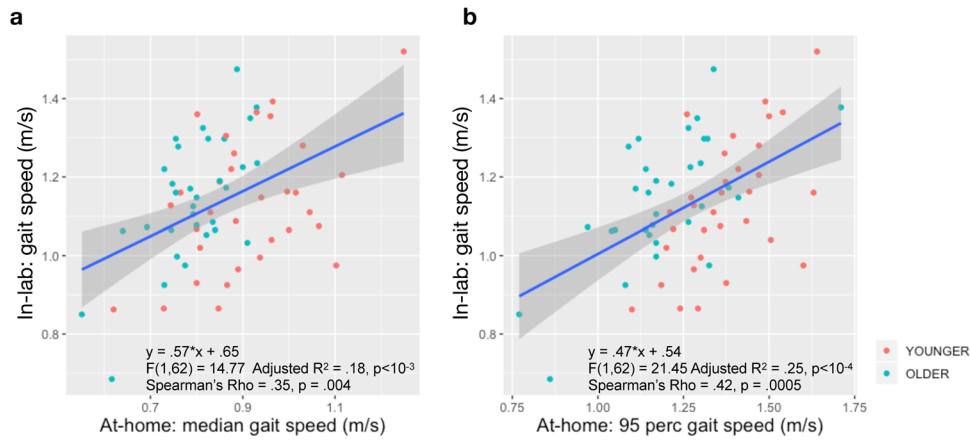 a
In-lab: gait speed (m/s)
1.4
1.2
1.0
0.8
y = .57*x + .65
F(1,62) = 14.77 Adjusted R² = .18, p<10⁻³
Spearman's Rho = .35, p = .004
0.7 0.9 1.1
At-home: median gait speed (m/s)
b
In-lab: gait speed (m/s)
1.4
1.2
1.0
0.8
y = .47*x + .54
F(1,62) = 21.45 Adjusted R² = .25, p<10⁻⁴
Spearman's Rho = .42, p = .0005
0.75 1.00 1.25 1.50 1.75
At-home: 95 perc gait speed (m/s)
YOUNGER
OLDER